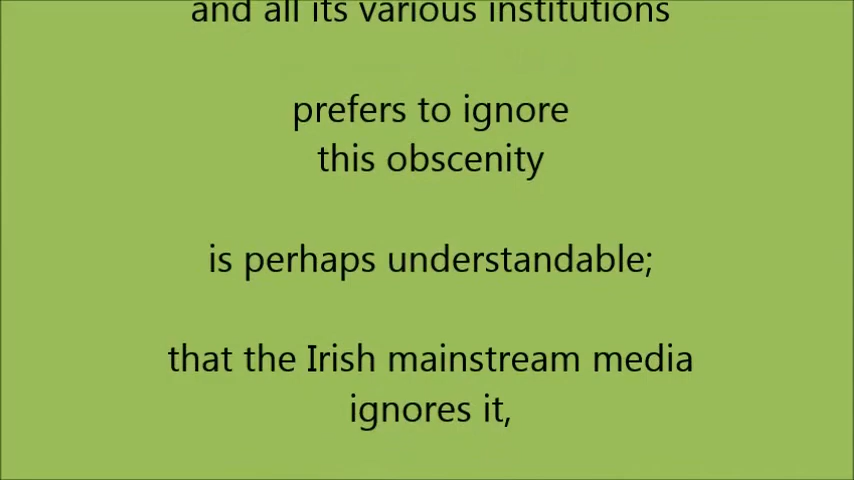 and all its various institutions
prefers to ignore
this obscenity
is perhaps understandable;
that the Irish mainstream media
ignores it,